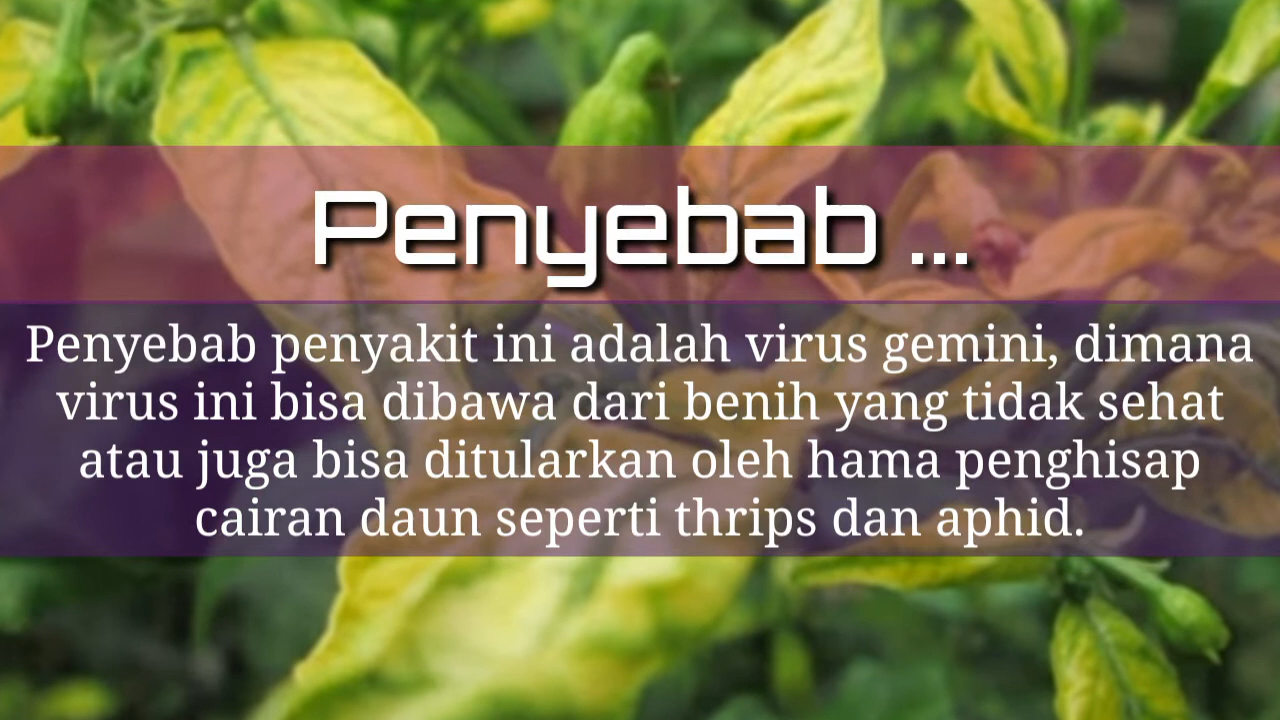 Penyebab ...
Penyebab penyakit ini adalah virus gemini, dimana
virus ini bisa dibawa dari benih yang tidak sehat
atau juga bisa ditularkan oleh hama penghisap
cairan daun seperti thrips dan aphid.